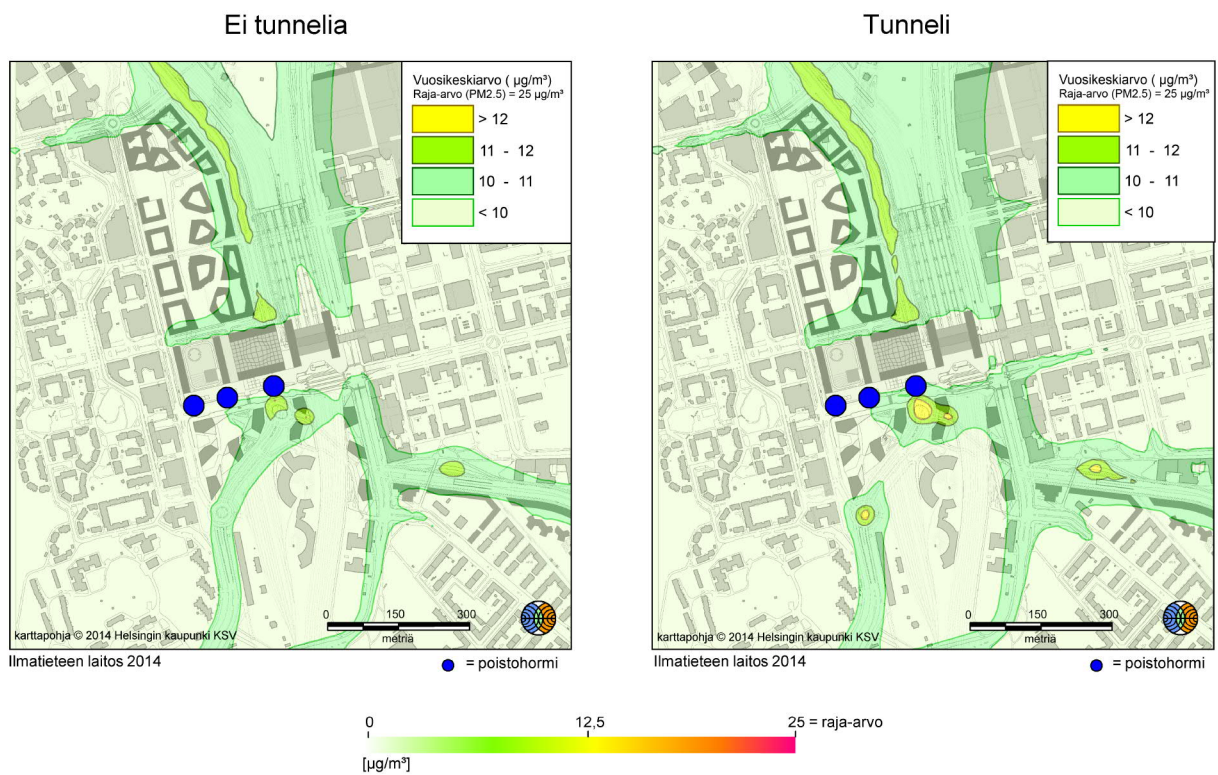 Ei tunnelia
Tunneli
Vuosikeskiarvo ( µg/m³)
Raja-arvo (PM2.5) = 25 µg/m³
> 12
11 - 12
10 - 11
< 10
0 150 300
metriä
karttapohja © 2014 Helsingin kaupunki KSV
Ilmatieteen laitos 2014
= poistohormi
Vuosikeskiarvo ( µg/m³)
Raja-arvo (PM2.5) = 25 µg/m³
> 12
11 - 12
10 - 11
< 10
0 150 300
metriä
karttapohja © 2014 Helsingin kaupunki KSV
Ilmatieteen laitos 2014
= poistohormi
0 12,5 25 = raja-arvo
[µg/m³]